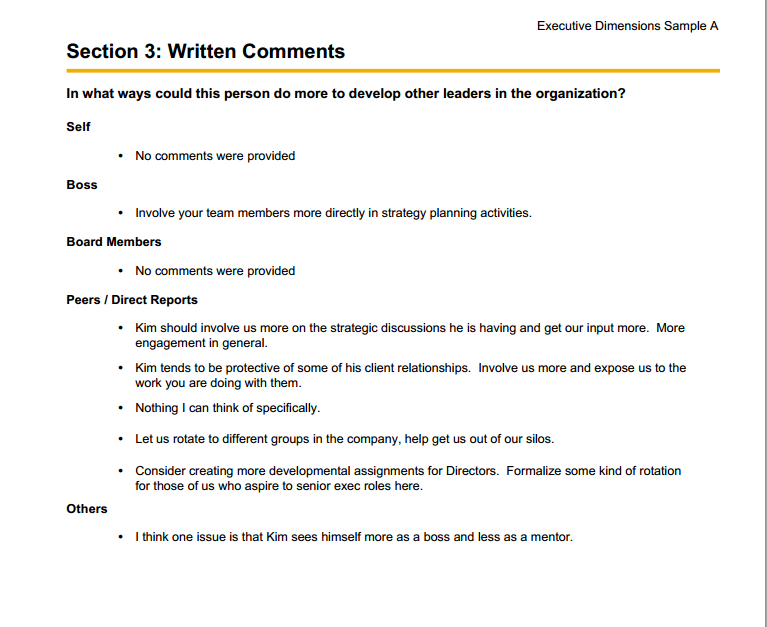 Executive Dimensions Sample A
Section 3: Written Comments
In what ways could this person do more to develop other leaders in the organization?
Self
• No comments were provided
Boss
• Involve your team members more directly in strategy planning activities.
Board Members
• No comments were provided
Peers / Direct Reports
• Kim should involve us more on the strategic discussions he is having and get our input more.  More
engagement in general.
• Kim tends to be protective of some of his client relationships.  Involve us more and expose us to the
work you are doing with them.
• Nothing I can think of specifically.
• Let us rotate to different groups in the company, help get us out of our silos.
• Consider creating more developmental assignments for Directors.  Formalize some kind of rotation
for those of us who aspire to senior exec roles here.
Others
• I think one issue is that Kim sees himself more as a boss and less as a mentor.